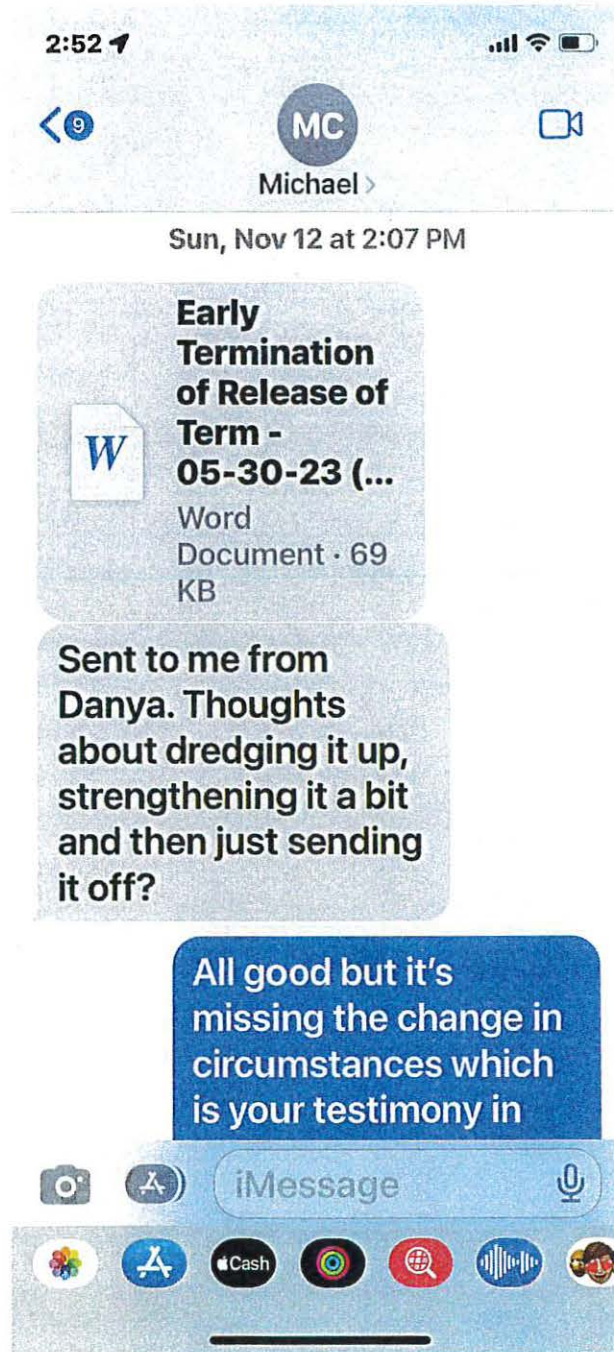 2:52
9
MC
Michael >
Sun, Nov 12 at 2:07 PM
Early
Termination
of Release of
Term -
05-30-23 (...
W
Word
Document · 69
KB
Sent to me from
Danya. Thoughts
about dredging it up,
strengthening it a bit
and then just sending
it off?
All good but it's
missing the change in
circumstances which
is your testimony in
iMessage
Cash